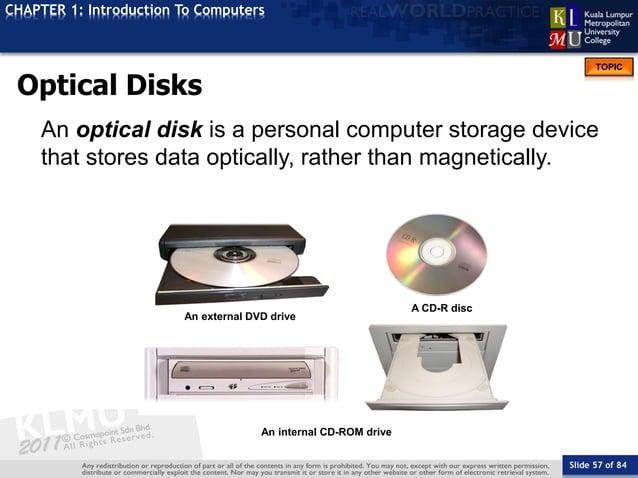 CHAPTER 1: Introduction To Computers
REALWORLDPRACTICE
KL
MU
Kuala Lumpur
Metropolitan
University
College
TOPIC
Optical Disks
An optical disk is a personal computer storage device
that stores data optically, rather than magnetically.
CD-R
An external DVD drive
A CD-R disc
An internal CD-ROM drive
KLMU
2011© Cosmopoint Sdn Bhd.
All Rights Reserved.
Any redistribution or reproduction of part or all of the contents in any form is prohibited. You may not, except with our express written permission,
distribute or commercially exploit the content. Nor may you transmit it or store it in any other website or other form of electronic retrieval system.
Slide 57 of 84